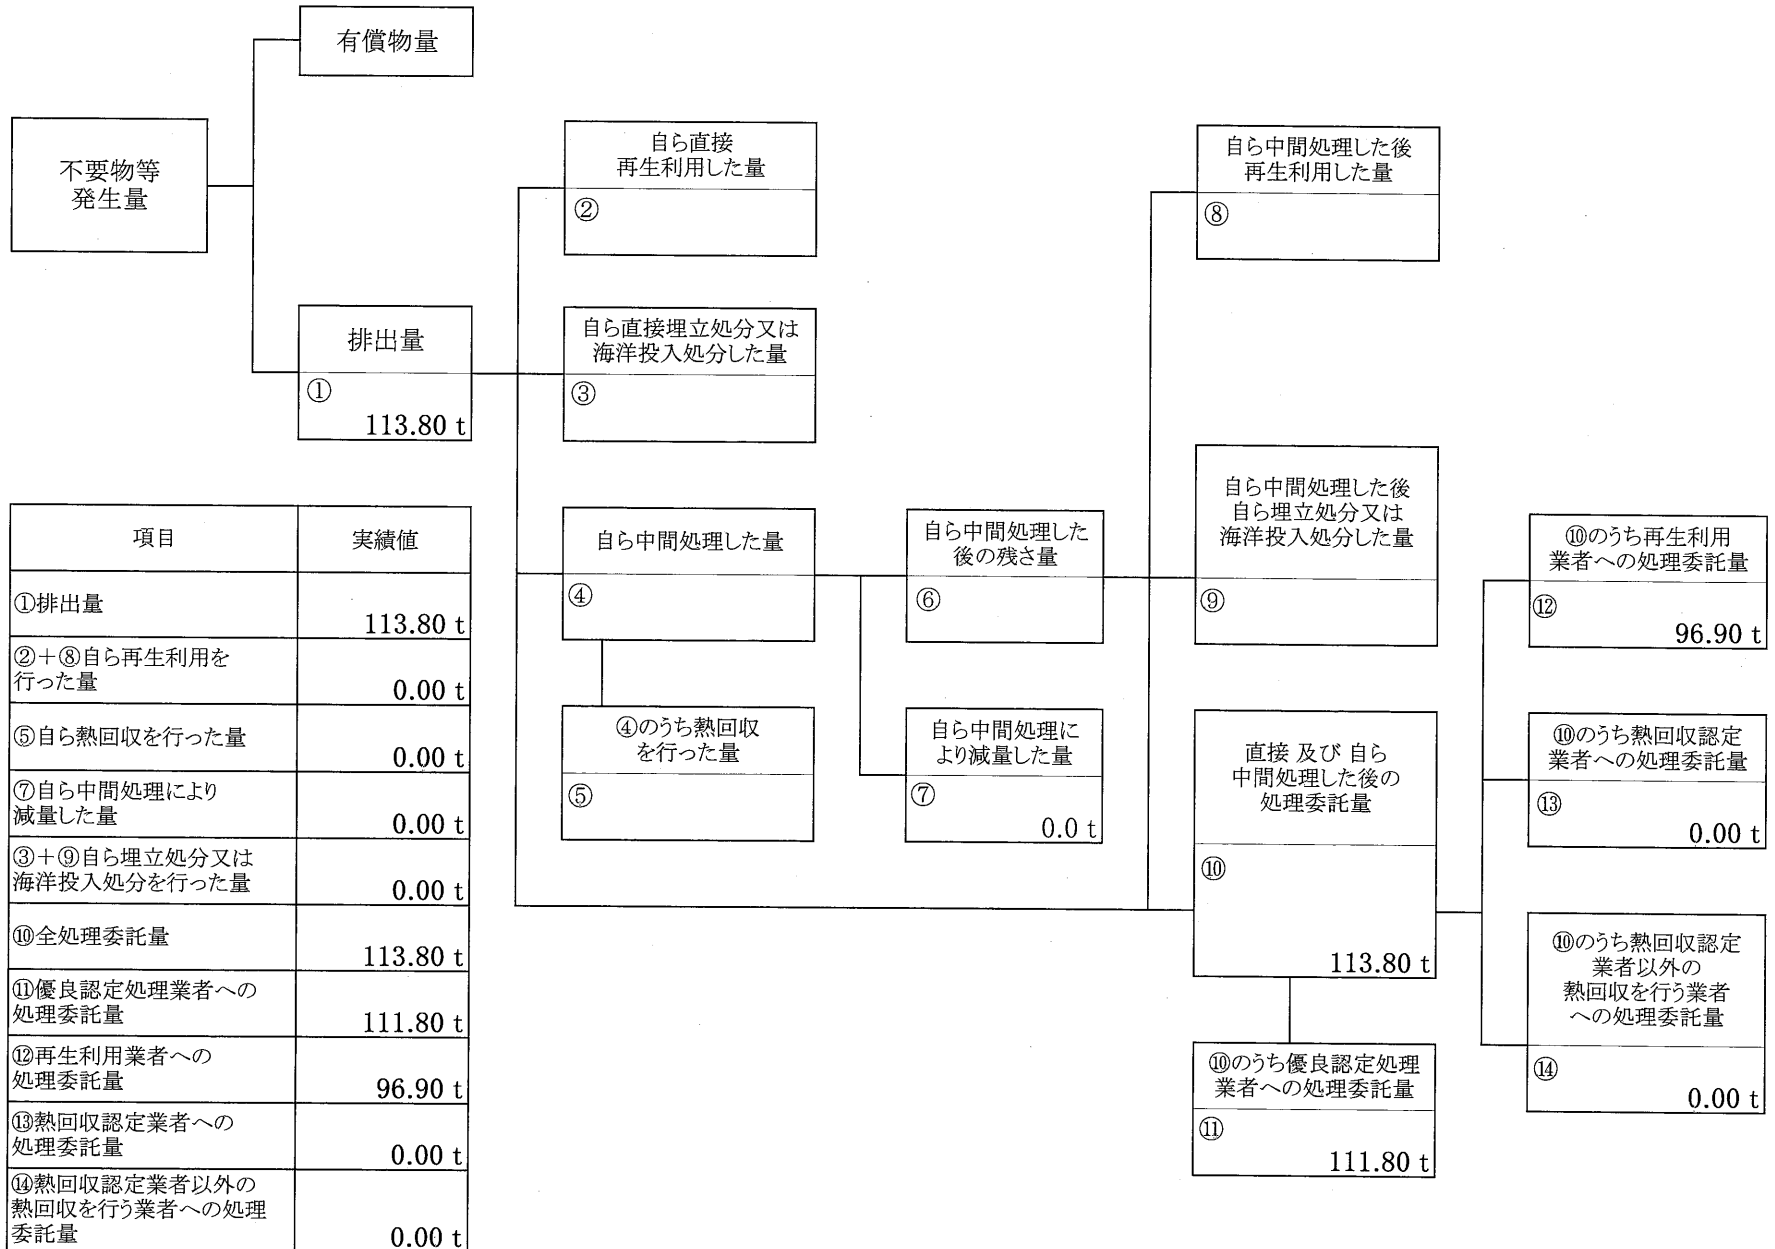 有償物量
不要物等
発生量
排出量
①
113.80 t
自ら直接
再生利用した量
②
自ら直接埋立処分又は
海洋投入処分した量
③
自ら中間処理した量
④
④のうち熱回収
を行った量
⑤
自ら中間処理した
後の残さ量
⑥
自ら中間処理に
より減量した量
⑦
0.0 t
自ら中間処理した後
再生利用した量
⑧
自ら中間処理した後
自ら埋立処分又は
海洋投入処分した量
⑨
直接 及び 自ら
中間処理した後の
処理委託量
⑩
113.80 t
⑩のうち優良認定処理
業者への処理委託量
⑪
111.80 t
⑩のうち再生利用
業者への処理委託量
⑫
96.90 t
⑩のうち熱回収認定
業者への処理委託量
⑬
0.00 t
⑩のうち熱回収認定
業者以外の
熱回収を行う業者
への処理委託量
⑭
0.00 t
項目 実績値
①排出量
113.80 t
②+⑧自ら再生利用を
行った量
0.00 t
⑤自ら熱回収を行った量
0.00 t
⑦自ら中間処理により
減量した量
0.00 t
③+⑨自ら埋立処分又は
海洋投入処分を行った量
0.00 t
⑩全処理委託量
113.80 t
⑪優良認定処理業者への
処理委託量
111.80 t
⑫再生利用業者への
処理委託量
96.90 t
⑬熱回収認定業者への
処理委託量
0.00 t
⑭熱回収認定業者以外の
熱回収を行う業者への処理
委託量
0.00 t